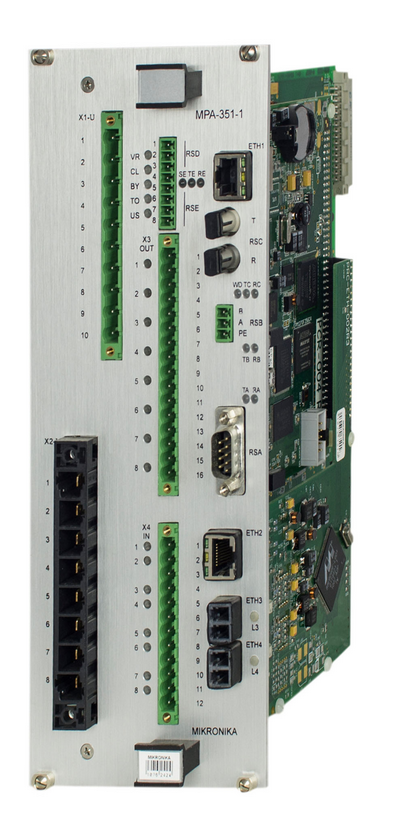 MPA-351-1
X1-U
1
2
3
4
5
6
7
8
9
10
VR
CL
BY
TO
US
1
2
3
4
5
6
7
8
RSD
SE TE RE
RSE
ETH1
T
RSC
R
X3
OUT
1
2
3
4
5
6
7
8
1
2
3
4
5
6
7
8
9
10
11
12
13
14
15
16
WD TC RC
B
A
PE
RSB
TB RB
TA RA
RSA
X2
1
2
3
4
5
6
7
8
X4
IN
1
2
3
4
5
6
7
8
1
2
3
4
5
6
7
8
9
10
11
12
ETH2
ETH3
L3
ETH4
L4
MIKRONIKA
MIKRONIKA